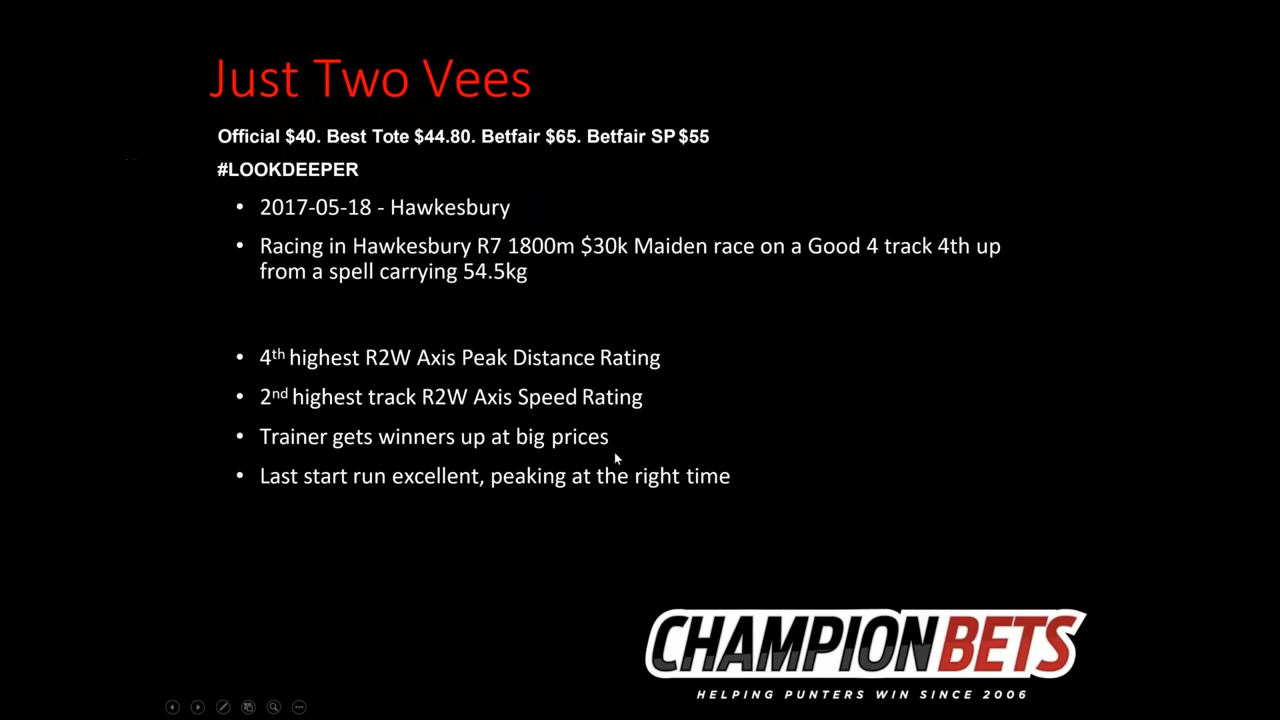 Just Two Vees
Official $40. Best Tote $44.80. Betfair $65. Betfair SP $55
#LOOKDEEPER
• 2017-05-18 - Hawkesbury
• Racing in Hawkesbury R7 1800m $30k Maiden race on a Good 4 track 4th up
from a spell carrying 54.5kg
• 4th highest R2W Axis Peak Distance Rating
• 2nd highest track R2W Axis Speed Rating
• Trainer gets winners up at big prices
• Last start run excellent, peaking at the right time
CHAMPIONBETS
HELPING PUNTERS WIN SINCE 2006